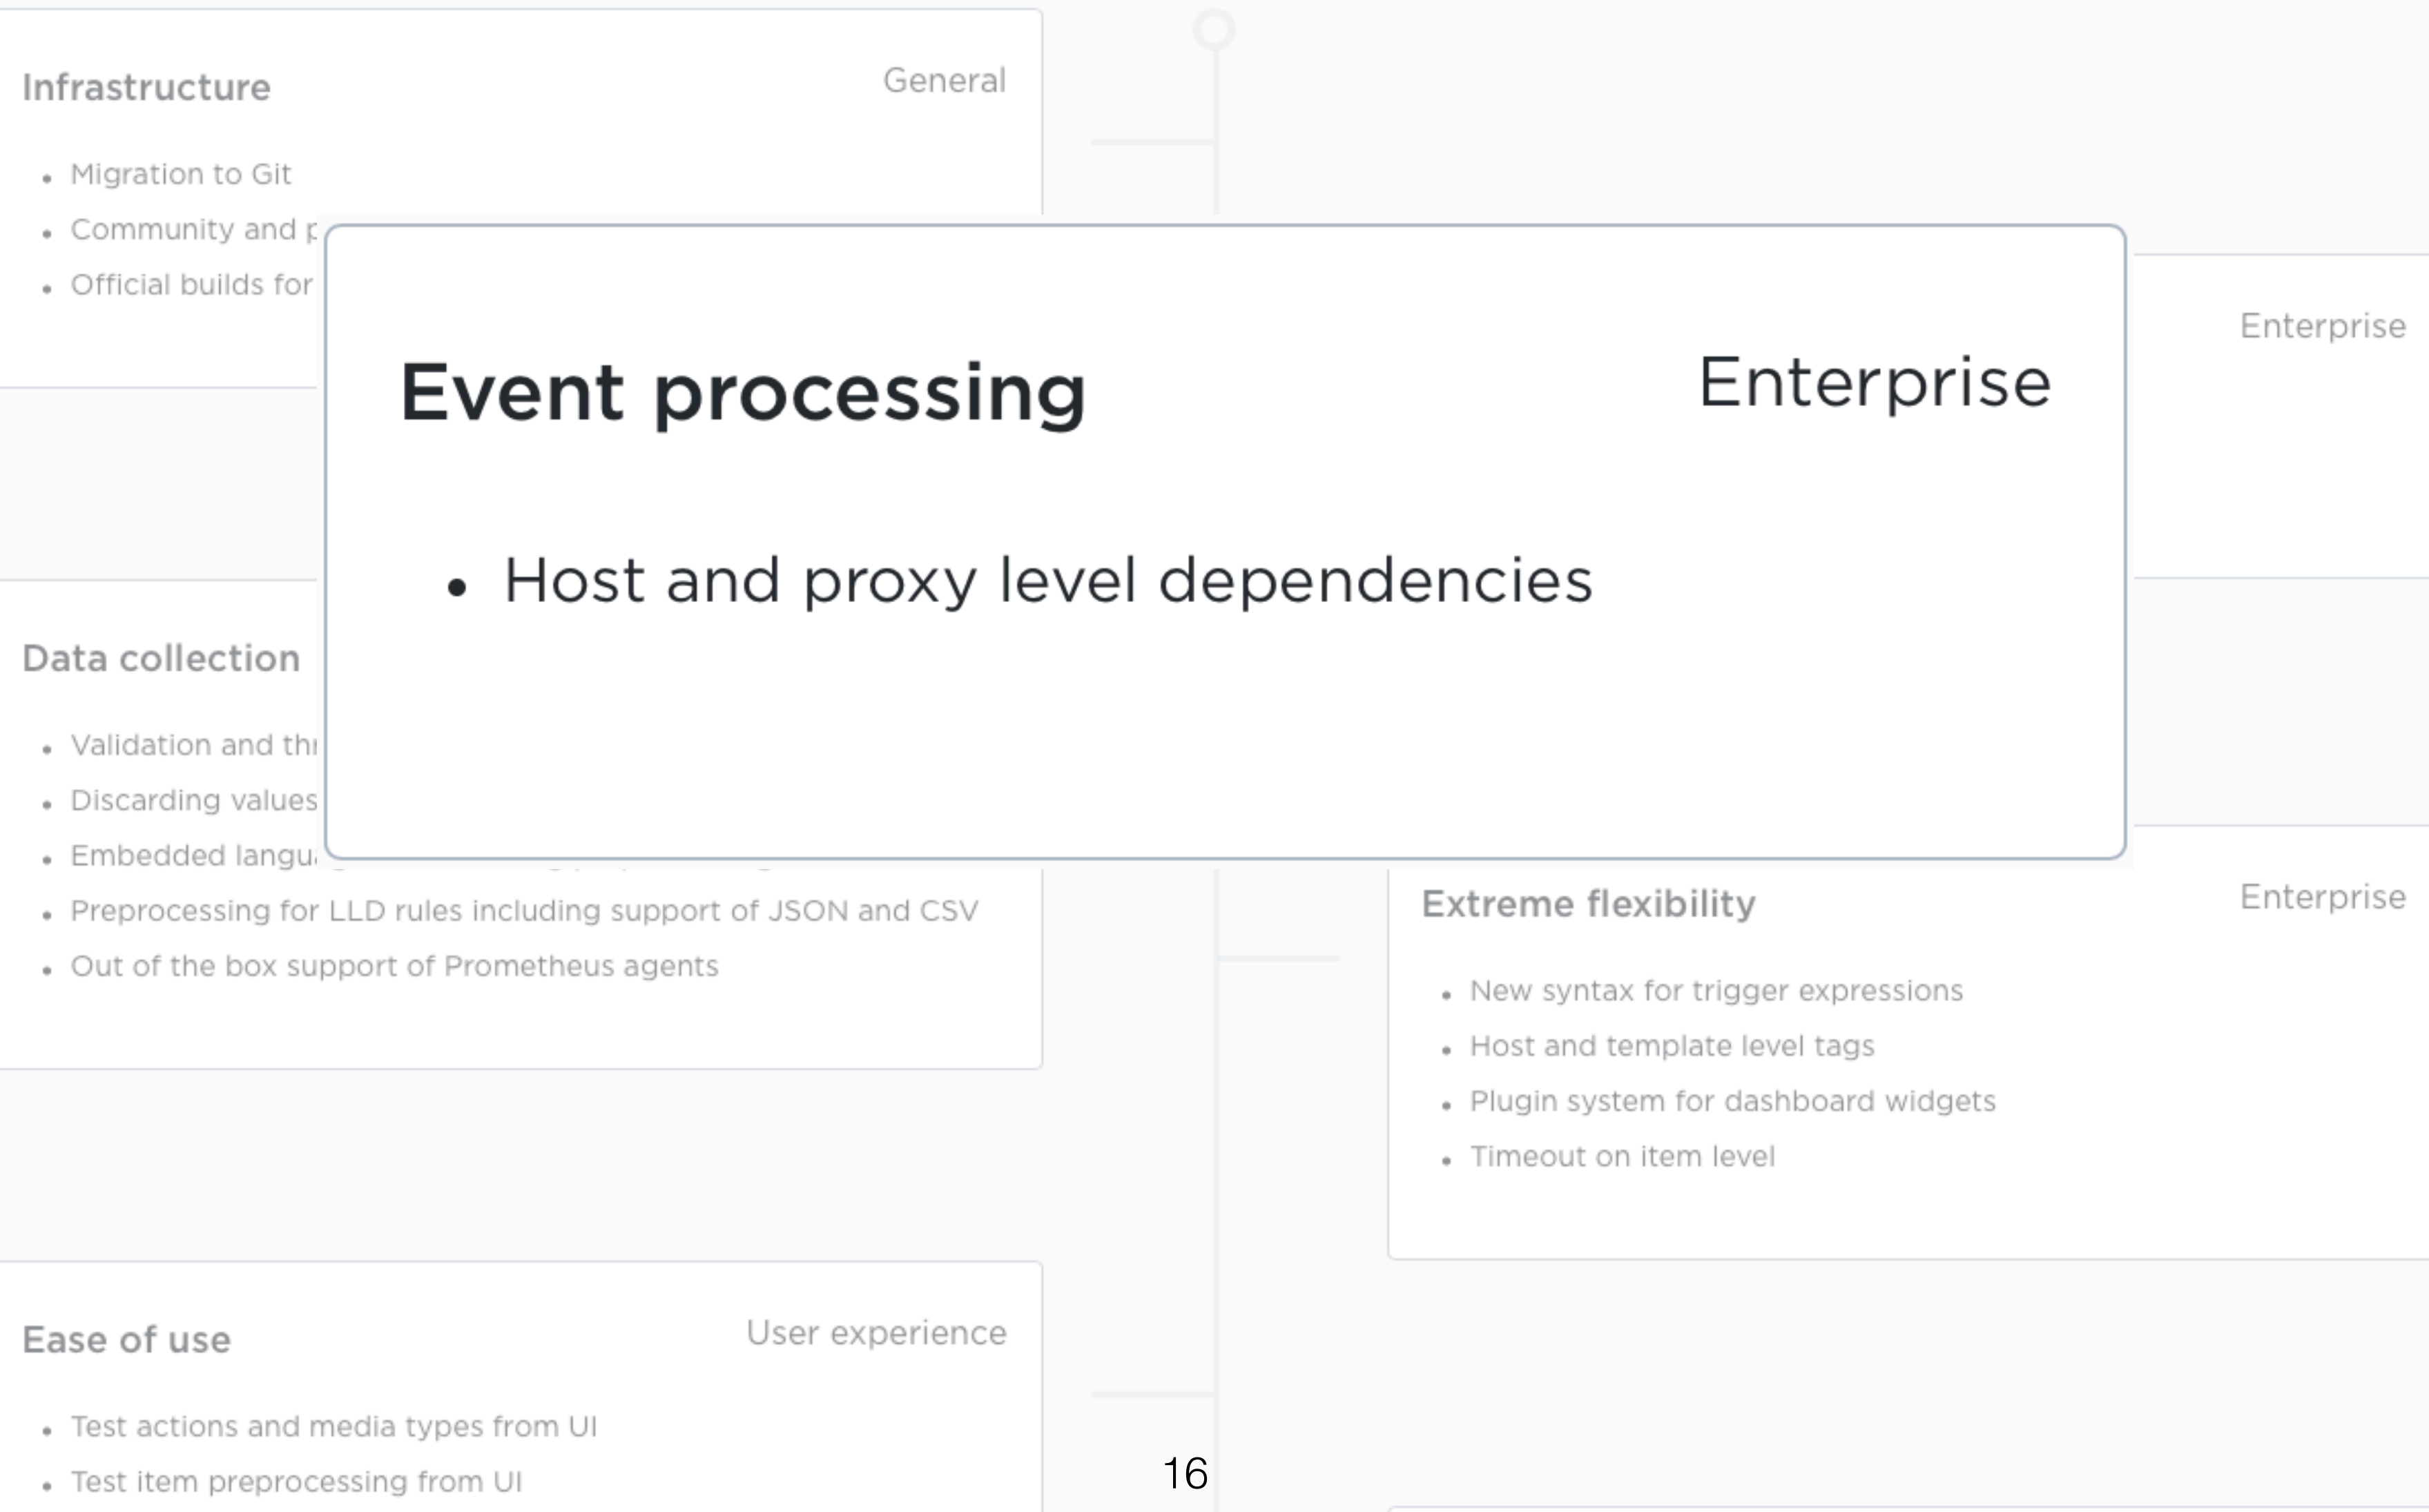 Infrastructure
General
Migration to Git
Community and
Official builds for
Enterprise
Event processing
Enterprise
• Host and proxy level dependencies
Data collection
Validation and
Discarding values
Embedded
Preprocessing for LLD rules including support of JSON and CSV
Out of the box support of Prometheus agents
Extreme flexibility
Enterprise
New syntax for trigger expressions
Host and template level tags
Plugin system for dashboard widgets
Timeout on item level
Ease of use
User experience
Test actions and media types from UI
Test item preprocessing from UI
16